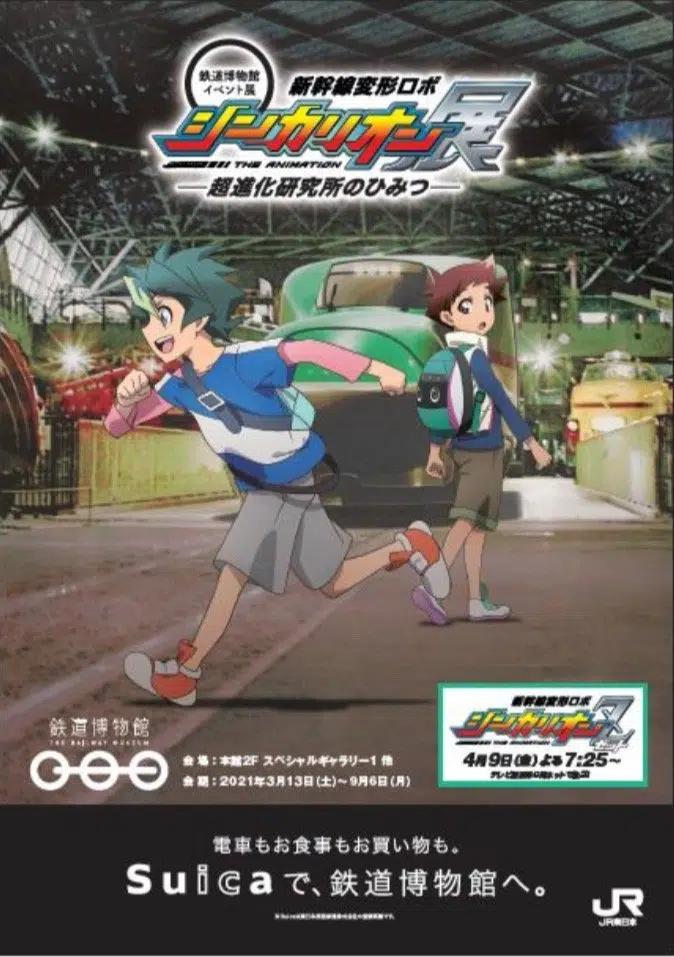 鉄道博物館
イベント展
新幹線変形ロボ
シンカリオン展
THE ANIMATION
超進化研究所のひみつ
鉄道博物館
THE RAILWAY MUSEUM
会場：本館2F スペシャルギャラリー1 他
会期：2021年3月13日(土)～9月6日(月)
新幹線変形ロボ
シンカリオンZ
THE ANIMATION
4月9日(金)よる7:25～
電車もお食事もお買い物も。
Suicaで、鉄道博物館へ。
JR
JR東日本